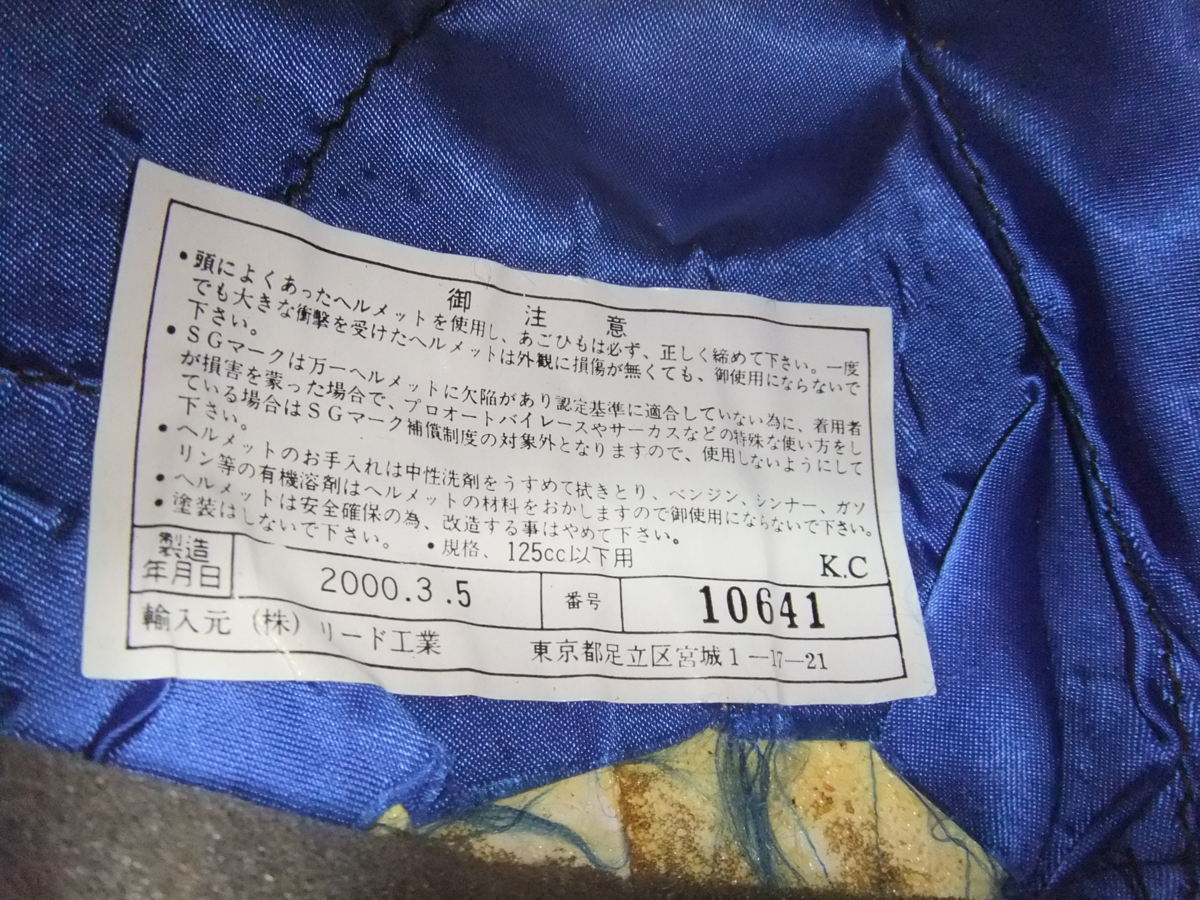 御注意
・頭によくあったヘルメットを使用し、あごひもは必ず、正しく締めて下さい。一度
でも大きな衝撃を受けたヘルメットは外観に損傷が無くても、御使用にならないで
下さい。
・SGマークは万一ヘルメットに欠陥があり認定基準に適合していない為に、着用者
が損害を蒙った場合で、プロオートバイレースやサーカスなどの特殊な使い方をし
ている場合はSGマーク補償制度の対象外となりますので、使用しないようにして
下さい。
・ヘルメットのお手入れは中性洗剤をうすめて拭きとり、ベンジン、シンナー、ガソ
リン等の有機溶剤はヘルメットの材料をおかしますので御使用にならないで下さい。
・ヘルメットは安全確保の為、改造する事はやめて下さい。
・塗装はしないで下さい。 ・規格、125cc以下用 K.C
製造年月日 2000.3.5 番号 10641
輸入元 (株)リード工業 東京都足立区宮城1-17-21